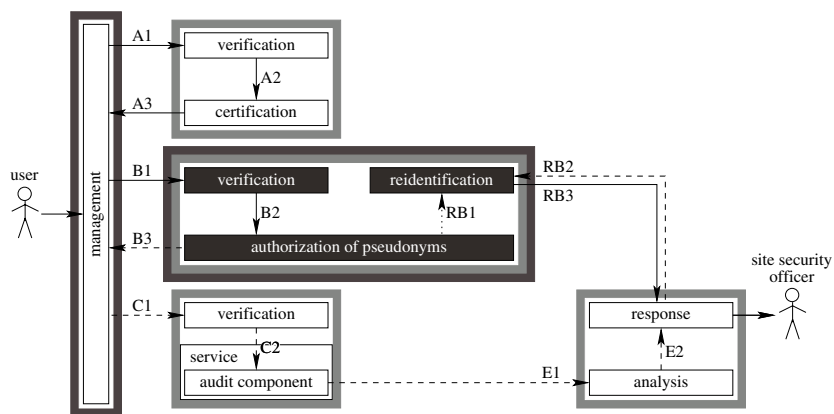 A1
verification
A2
A3
certification
user
management
B1
verification
reidentification
RB2
RB3
B2
RB1
B3
authorization of pseudonyms
site security
officer
C1
verification
response
service
C2
E2
audit component
E1
analysis